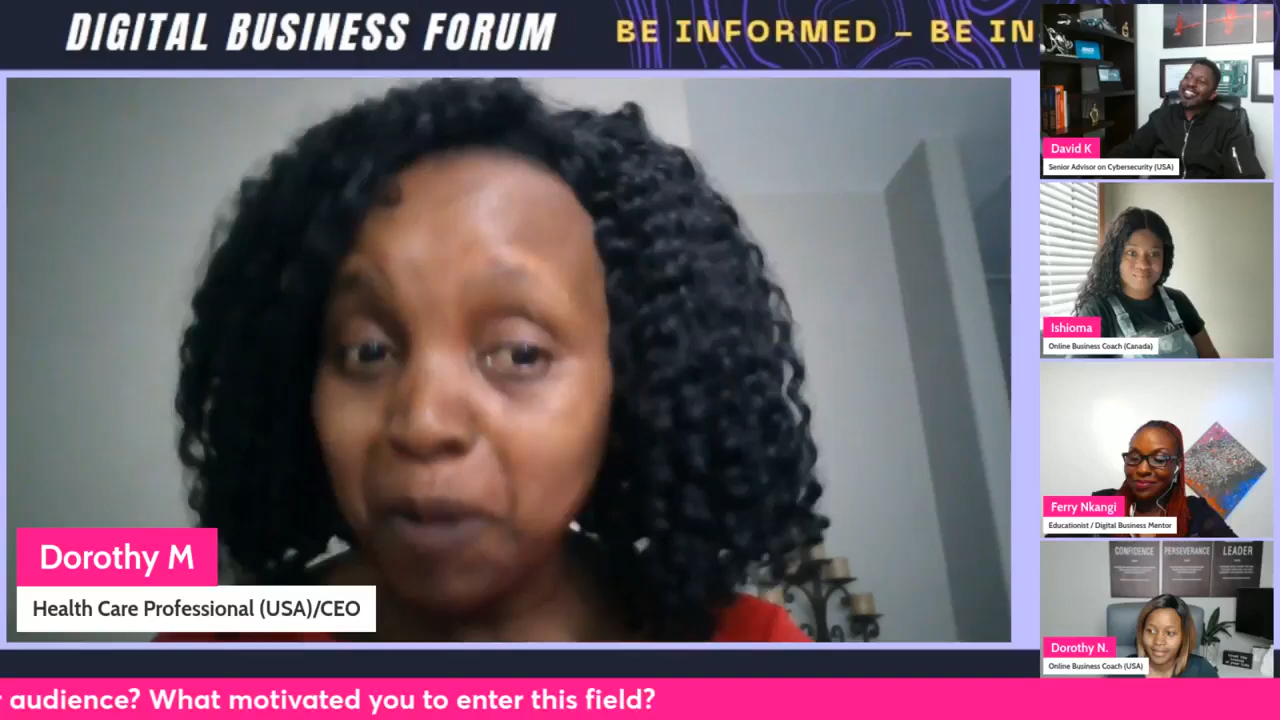 DIGITAL BUSINESS FORUM
BE INFORMED – BE IN
David K
Senior Advisor on Cybersecurity (USA)
Ishioma
Online Business Coach (Canada)
Ferry Nkangi
Educationist / Digital Business Mentor
CONFIDENCE PERSEVERANCE LEADER
Dorothy N.
Online Business Coach (USA)
Dorothy M
Health Care Professional (USA)/CEO
r audience? What motivated you to enter this field?